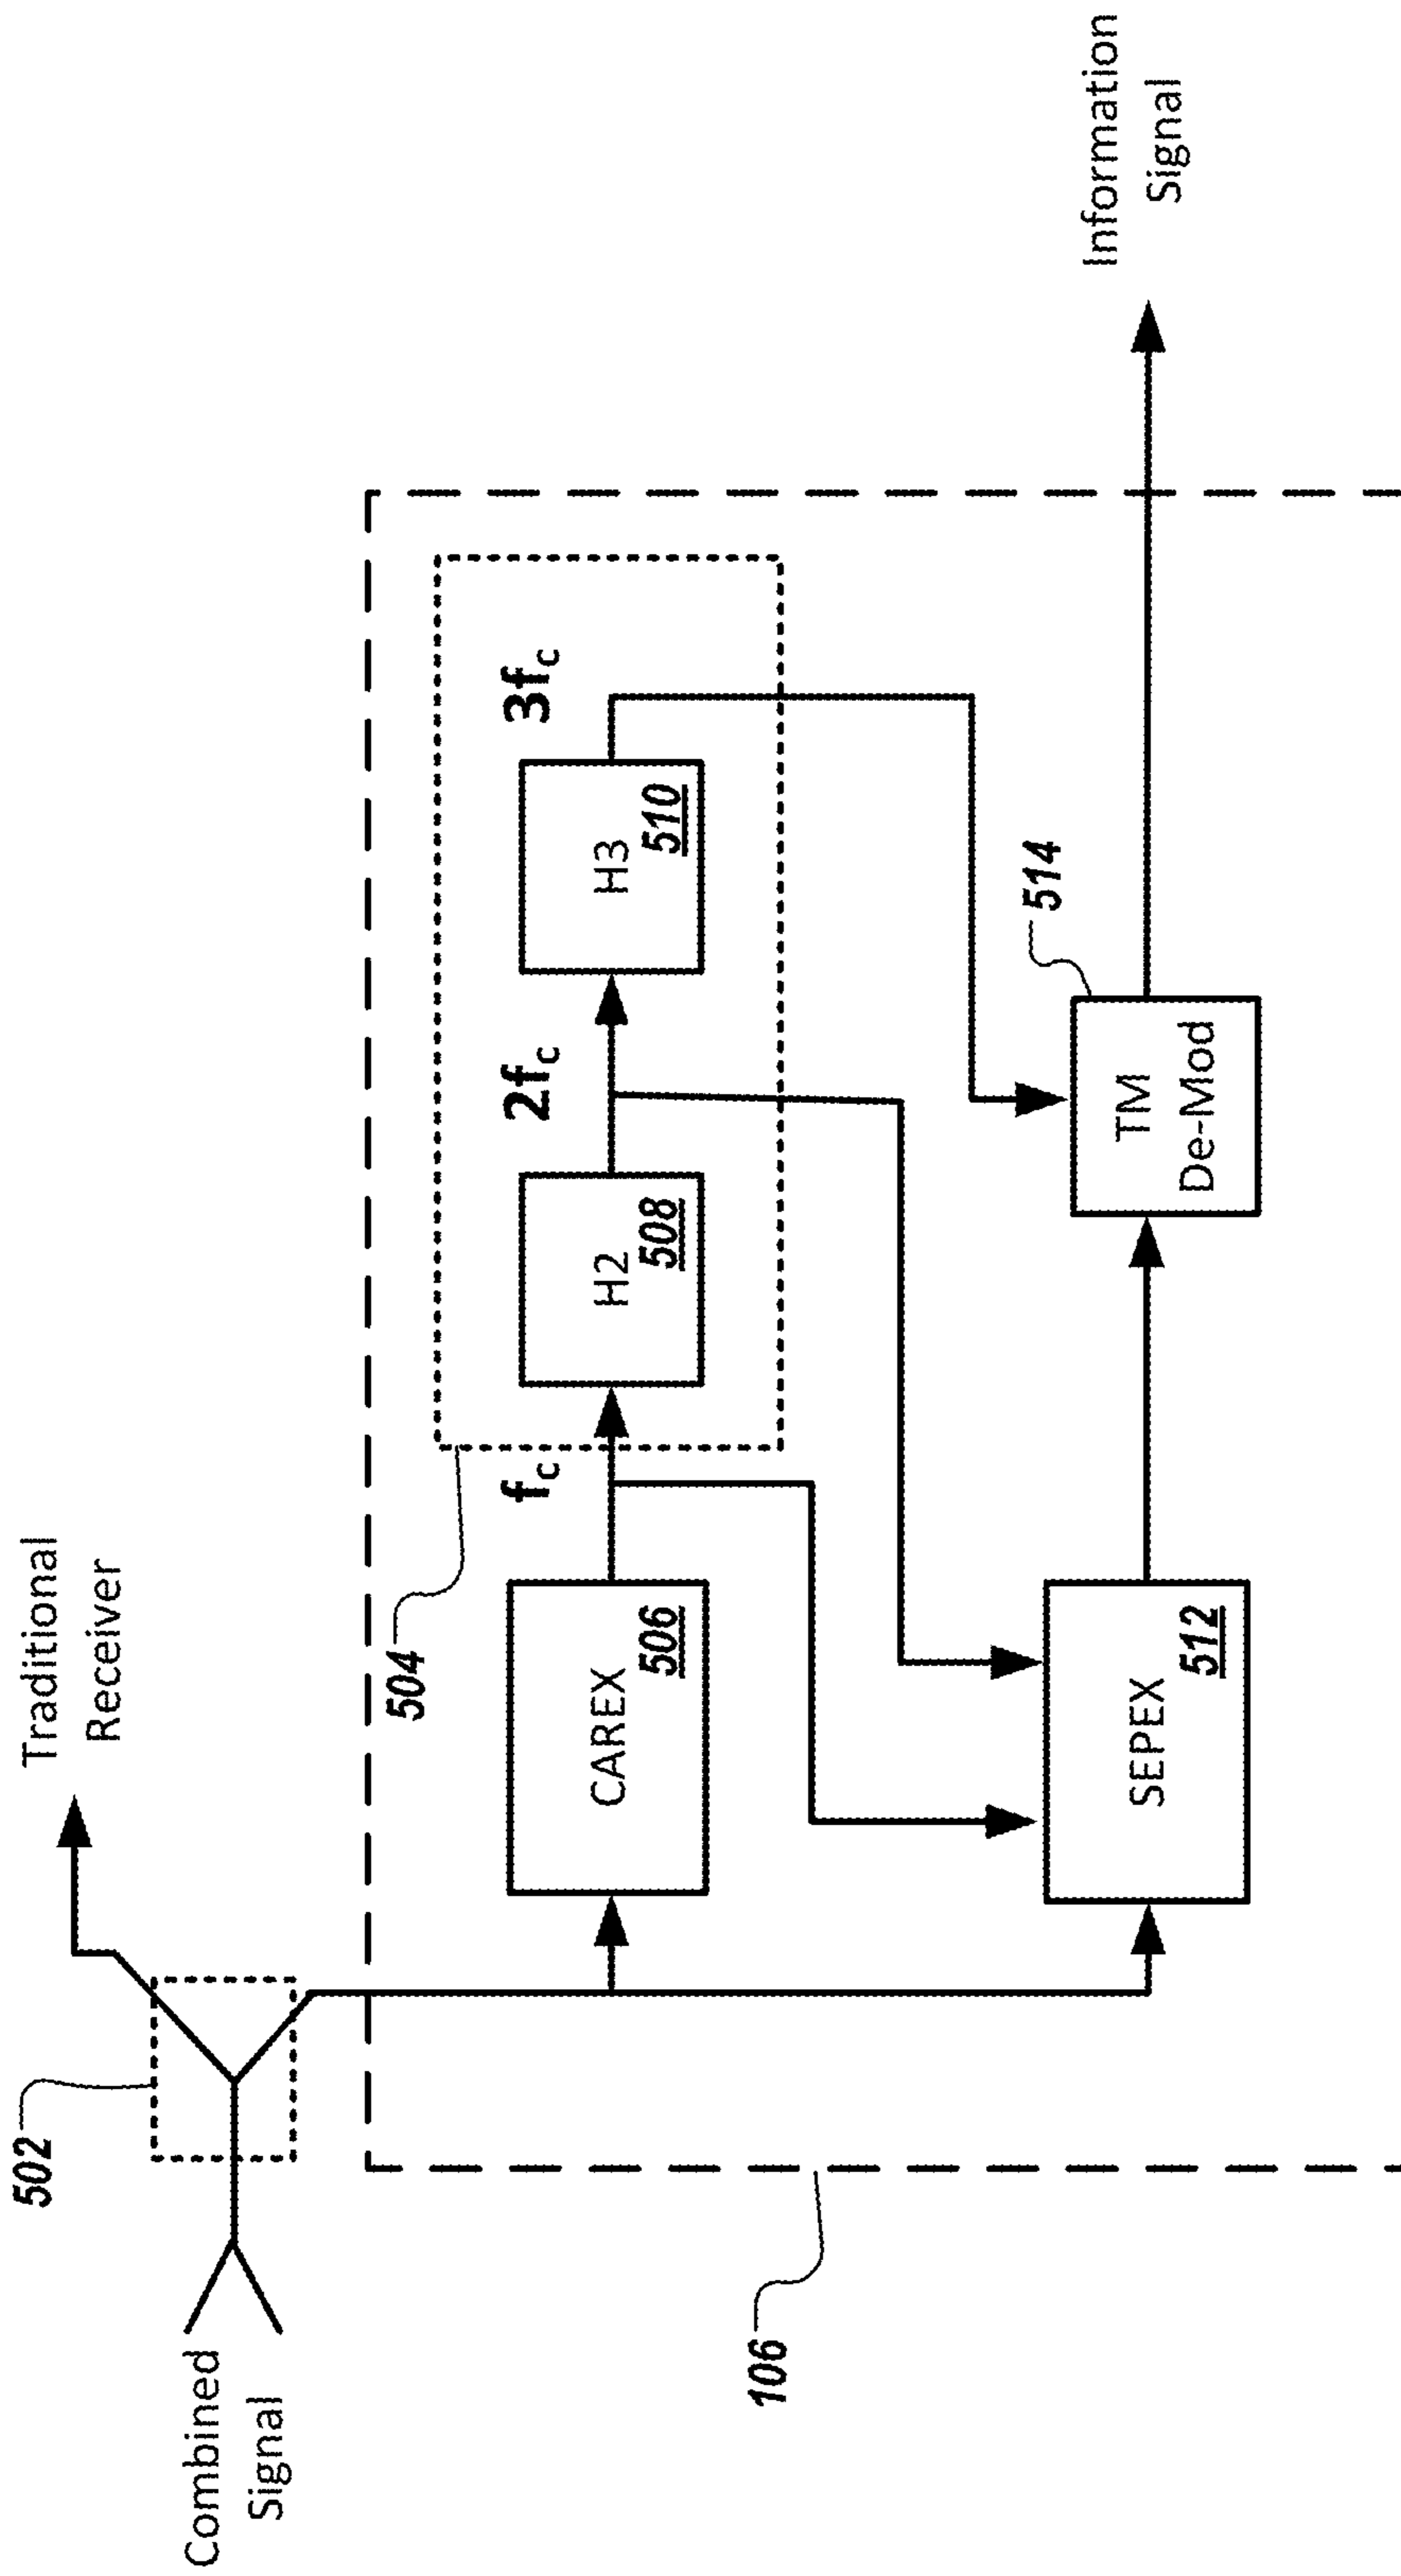 Traditional
Receiver
502
Combined
Signal
504
fc
2fc
3fc
CAREX
506
H2
508
H3
510
106
SEPEX
512
TM
De-Mod
514
Information
Signal